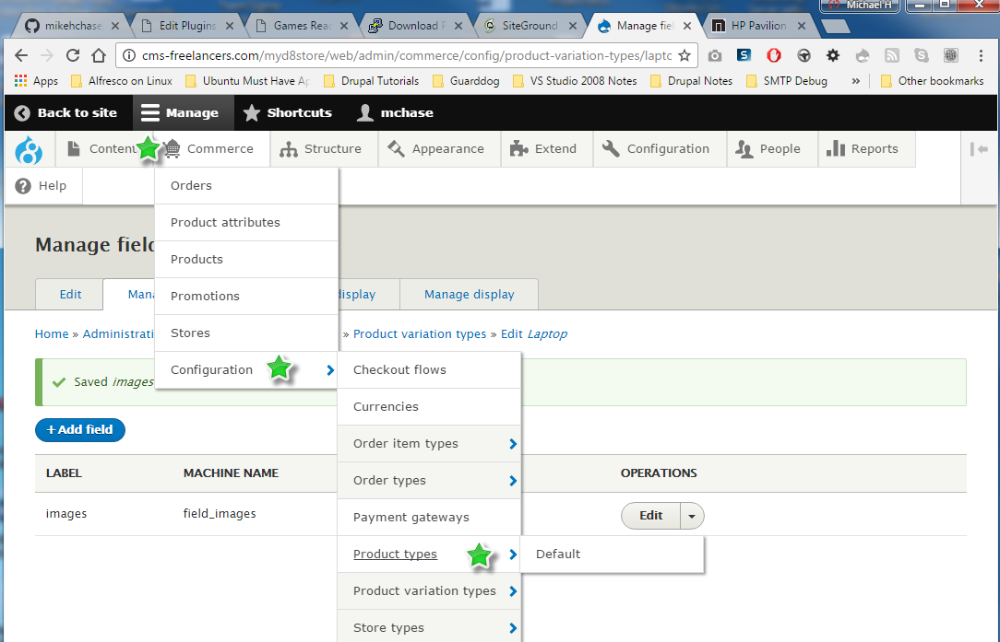 Michael H
mikehchase
Edit Plugins
Games Read
Download P
SiteGround
Manage fiel
HP Pavilion
cms-freelancers.com/myd8store/web/admin/commerce/config/product-variation-types/laptc
Apps
Alfresco on Linux
Ubuntu Must Have Ap
Drupal Tutorials
Guarddog
VS Studio 2008 Notes
Drupal Notes
SMTP Debug
»
Other bookmarks
Back to site
Manage
Shortcuts
mchase
Content
Commerce
Structure
Appearance
Extend
Configuration
People
Reports
Help
Orders
Product attributes
Products
Promotions
Stores
Configuration
Manage field
Edit
Mana
display
Manage display
Home » Administrati
» Product variation types » Edit Laptop
Saved images
Checkout flows
Currencies
Order item types
Order types
Payment gateways
Product types
Default
Product variation types
Store types
+Add field
LABEL
MACHINE NAME
OPERATIONS
images
field_images
Edit